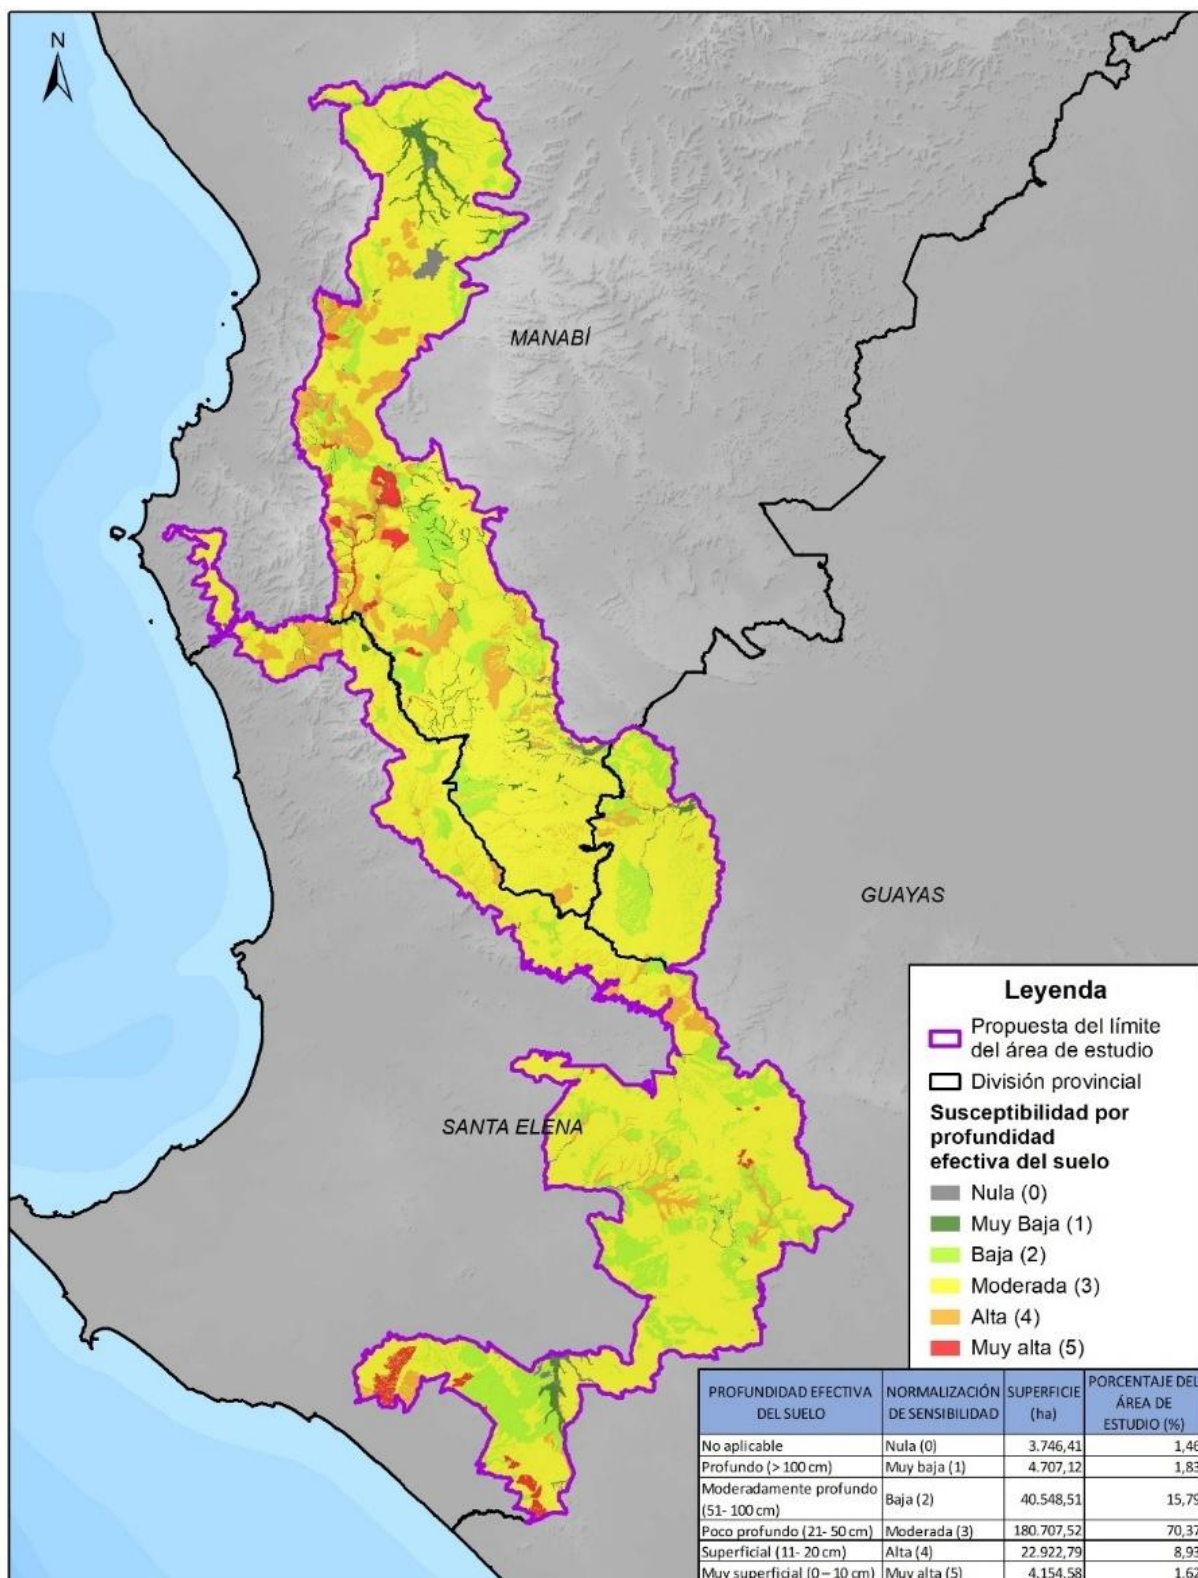 N
MANABÍ
GUAYAS
SANTA ELENA
Leyenda
Propuesta del límite
del área de estudio
División provincial
Susceptibilidad por
profundidad
efectiva del suelo
Nula (0)
Muy Baja (1)
Baja (2)
Moderada (3)
Alta (4)
Muy alta (5)
PROFUNDIDAD EFECTIVA DEL SUELO NORMALIZACIÓN DE SENSIBILIDAD SUPERFICIE (ha) PORCENTAJE DEL ÁREA DE ESTUDIO (%)
No aplicable Nula (0) 3.746,41 1,46
Profundo (> 100 cm) Muy baja (1) 4.707,12 1,83
Moderadamente profundo (51- 100 cm) Baja (2) 40.548,51 15,79
Poco profundo (21- 50 cm) Moderada (3) 180.707,52 70,37
Superficial (11- 20 cm) Alta (4) 22.922,79 8,93
Muy superficial (0 – 10 cm) Muy alta (5) 4.154,58 1,62